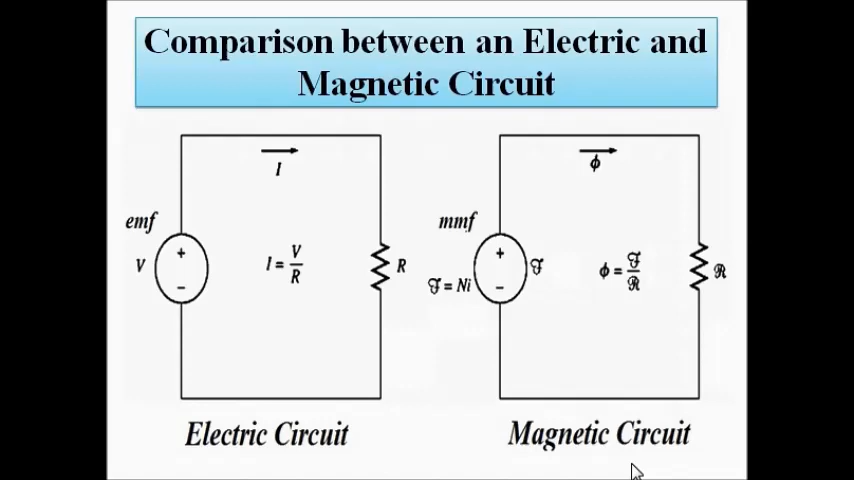 Comparison between an Electric and
Magnetic Circuit
I
emf
+
V
I = V/R
R
−
Electric Circuit
ϕ
mmf
+
ℱ
ϕ = ℱ/ℛ
ℛ
ℱ = Ni
−
Magnetic Circuit